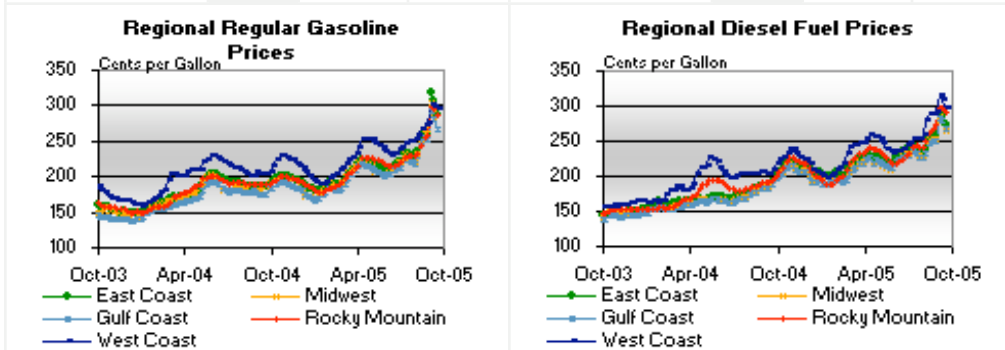 Regional Regular Gasoline
Prices
Cents per Gallon
350
300
250
200
150
100
Oct-03 Apr-04 Oct-04 Apr-05 Oct-05
East Coast Midwest
Gulf Coast Rocky Mountain
West Coast
Regional Diesel Fuel Prices
Cents per Gallon
350
300
250
200
150
100
Oct-03 Apr-04 Oct-04 Apr-05 Oct-05
East Coast Midwest
Gulf Coast Rocky Mountain
West Coast